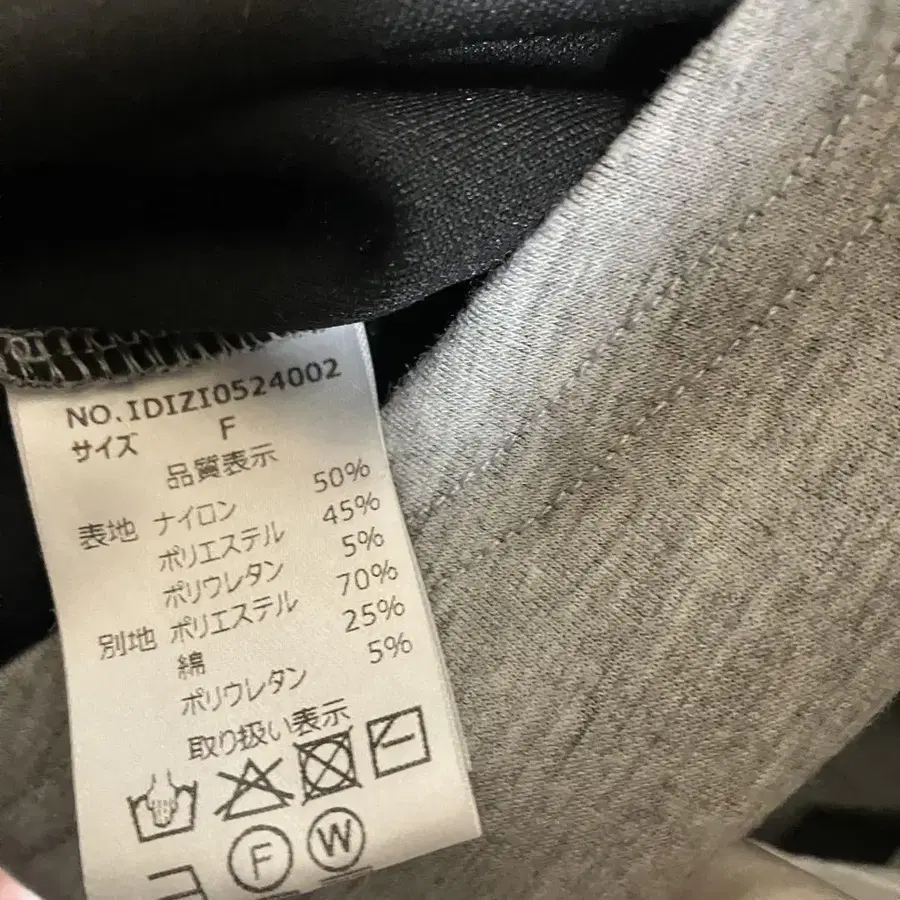 NO.IDIZI0524002
サイズ F
品質表示
表地 ナイロン 50%
ポリエステル 45%
ポリウレタン 5%
別地 ポリエステル 70%
綿 25%
ポリウレタン 5%
取り扱い表示
F W